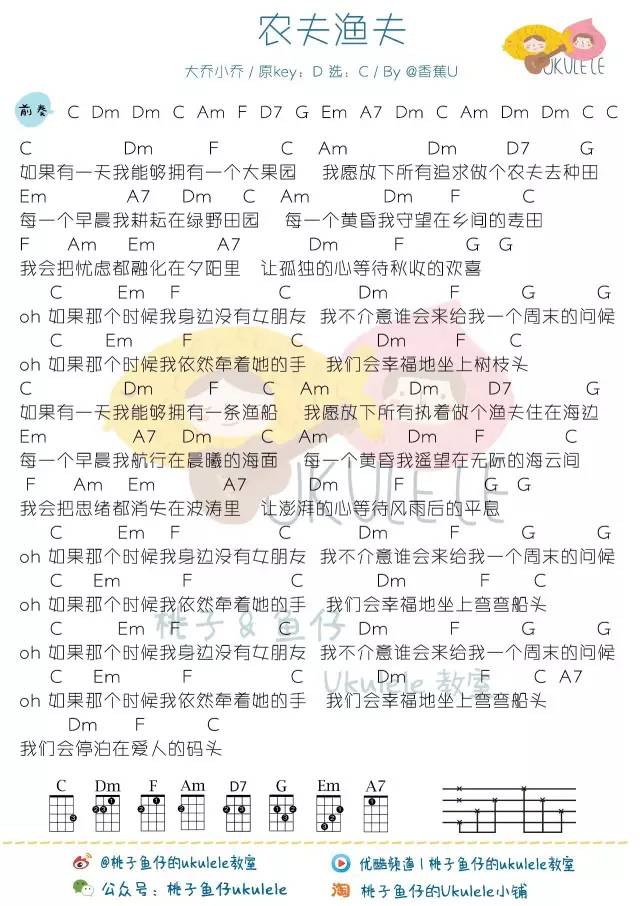 农夫渔夫
UKULELE
大乔小乔 / 原key：D 选：C / By @香蕉U
前奏 C Dm Dm C Am F D7 G Em A7 Dm C Am Dm Dm C C
C Dm F C Am Dm D7 G
如果有一天我能够拥有一个大果园 我愿放下所有追求做个农夫去种田
Em A7 Dm C Am Dm F C
每一个早晨我耕耘在绿野田园 每一个黄昏我守望在乡间的麦田
F Am Em A7 Dm F G G
我会把忧虑都融化在夕阳里 让孤独的心等待秋收的欢喜
C Em F C Dm F G G
oh 如果那个时候我身边没有女朋友 我不介意谁会来给我一个周末的问候
C Em F C Dm F C
oh 如果那个时候我依然牵着她的手 我们会幸福地坐上树枝头
C Dm F C Am Dm D7 G
如果有一天我能够拥有一条渔船 我愿放下所有执着做个渔夫住在海边
Em A7 Dm C Am Dm F C
每一个早晨我航行在晨曦的海面 每一个黄昏我遥望在无际的海云间
F Am Em A7 Dm F G G
我会把思绪都消失在波涛里 让澎湃的心等待风雨后的平息
UKULELE
C Em F C Dm F G G
oh 如果那个时候我身边没有女朋友 我不介意谁会来给我一个周末的问候
C Em F C Dm F C
oh 如果那个时候我依然牵着她的手 我们会幸福地坐上弯弯船头
桃子 & 鱼仔
C Em F C Dm F G G
oh 如果那个时候我身边没有女朋友 我不介意谁会来给我一个周末的问候
Ukulele 教室
C Em F C Dm F C A7
oh 如果那个时候我依然牵着她的手 我们会幸福地坐上弯弯船头
Dm F C
我们会停泊在爱人的码头
C Dm F Am D7 G Em A7
@桃子鱼仔的ukulele教室 优酷频道 | 桃子鱼仔的ukulele教室
公众号：桃子鱼仔ukulele 淘 桃子鱼仔的Ukulele小铺